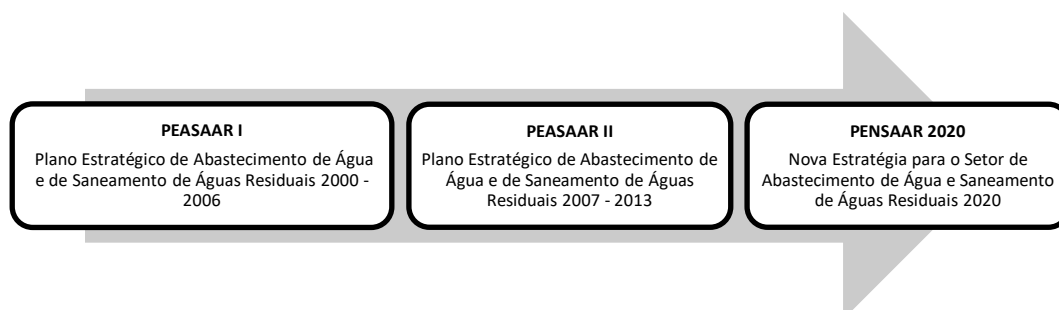 PEASAAR I
Plano Estratégico de Abastecimento de Água
e de Saneamento de Águas Residuais 2000 -
2006
PEASAAR II
Plano Estratégico de Abastecimento de
Água e de Saneamento de Águas
Residuais 2007 - 2013
PENSAAR 2020
Nova Estratégia para o Setor de
Abastecimento de Água e Saneamento
de Águas Residuais 2020